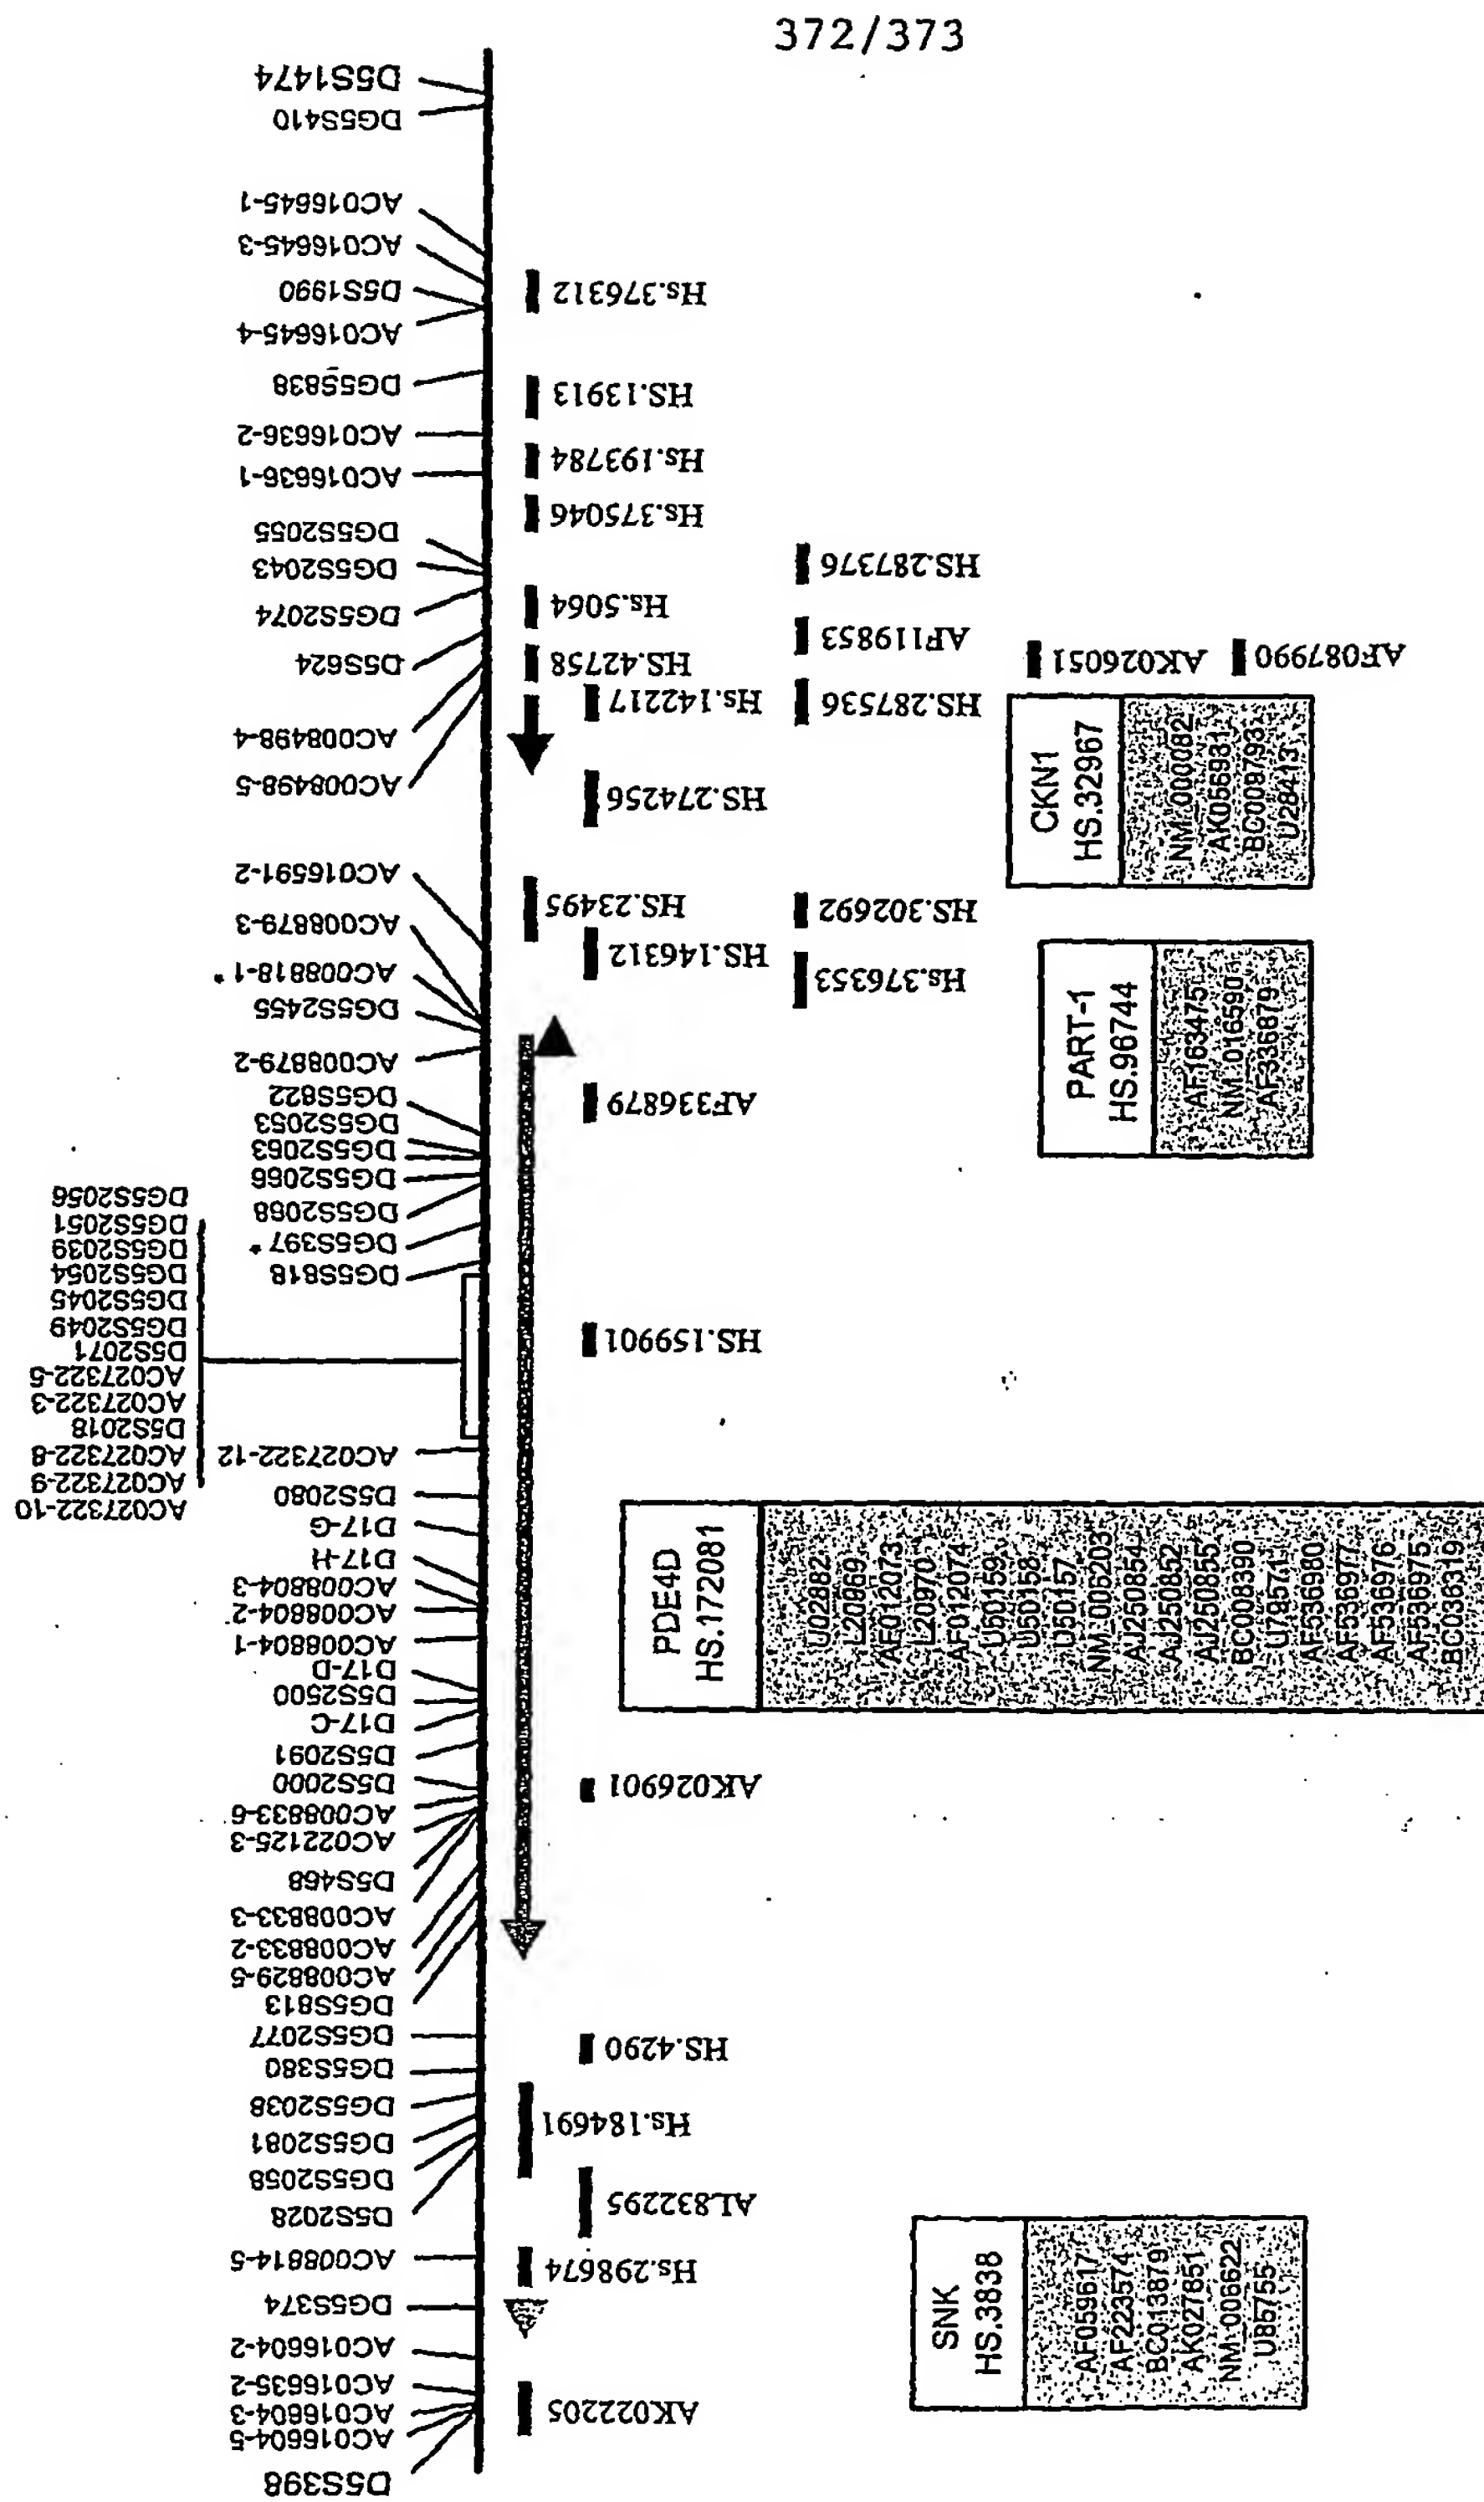 372/373
D5S1474
DG5S410
AC016645-1
AC016645-3
D5S1990
AC016645-4
DG5S838
AC016636-2
AC016636-1
DG5S2055
DG5S2043
DG5S2074
D5S624
AC008498-4
AC008498-5
AC016591-2
AC008879-3
AC008818-1 *
DG5S2455
AC008879-2
DG5S822
DG5S2053
DG5S2063
DG5S2066
DG5S2068
DG5S397 *
DG5S818
DG5S2056
DG5S2051
DG5S2039
DG5S2054
DG5S2045
DG5S2049
D5S2071
AC027322-5
AC027322-3
D5S2018
AC027322-8
AC027322-9
AC027322-10
AC027322-12
D5S2080
D17-G
D17-H
AC008804-3
AC008804-2
AC008804-1
D17-D
D5S2500
D17-C
D5S2091
D5S2000
AC008833-6
AC022125-3
D5S468
AC008833-3
AC008833-2
AC008829-5
DG5S813
DG5S2077
DG5S380
DG5S2038
DG5S2081
DG5S2058
D5S2028
AC008814-5
DG5S374
AC016604-2
AC016635-2
AC016604-3
AC016604-5
D5S398
Hs.376312
HS.13913
Hs.193784
Hs.375046
HS.287376
Hs.5064
AF119853
HS.42758
AK026051
AF087990
Hs.142217
HS.287536
HS.274256
HS.23495
HS.302692
HS.146312
Hs.376353
AF336879
HS.159901
AK026901
HS.4290
Hs.184691
AL832295
Hs.298674
AK022205
CKN1
HS.32967
NM 000082
AK056931
BC009793
U28413
PART-1
HS.96744
AF163475
NM 016590
AF336879
PDE4D
HS.172081
U02882
L20969
AF012073
L20970
AF012074
U50159
U50158
U50157
NM 006203
AJ250854
AJ250852
AJ250855
BC008390
U79571
AF536980
AF536977
AF536976
AF536975
BC036319
SNK
HS.3838
AF059617
AF223574
BC013879
AK027851
NM 006622
U85755